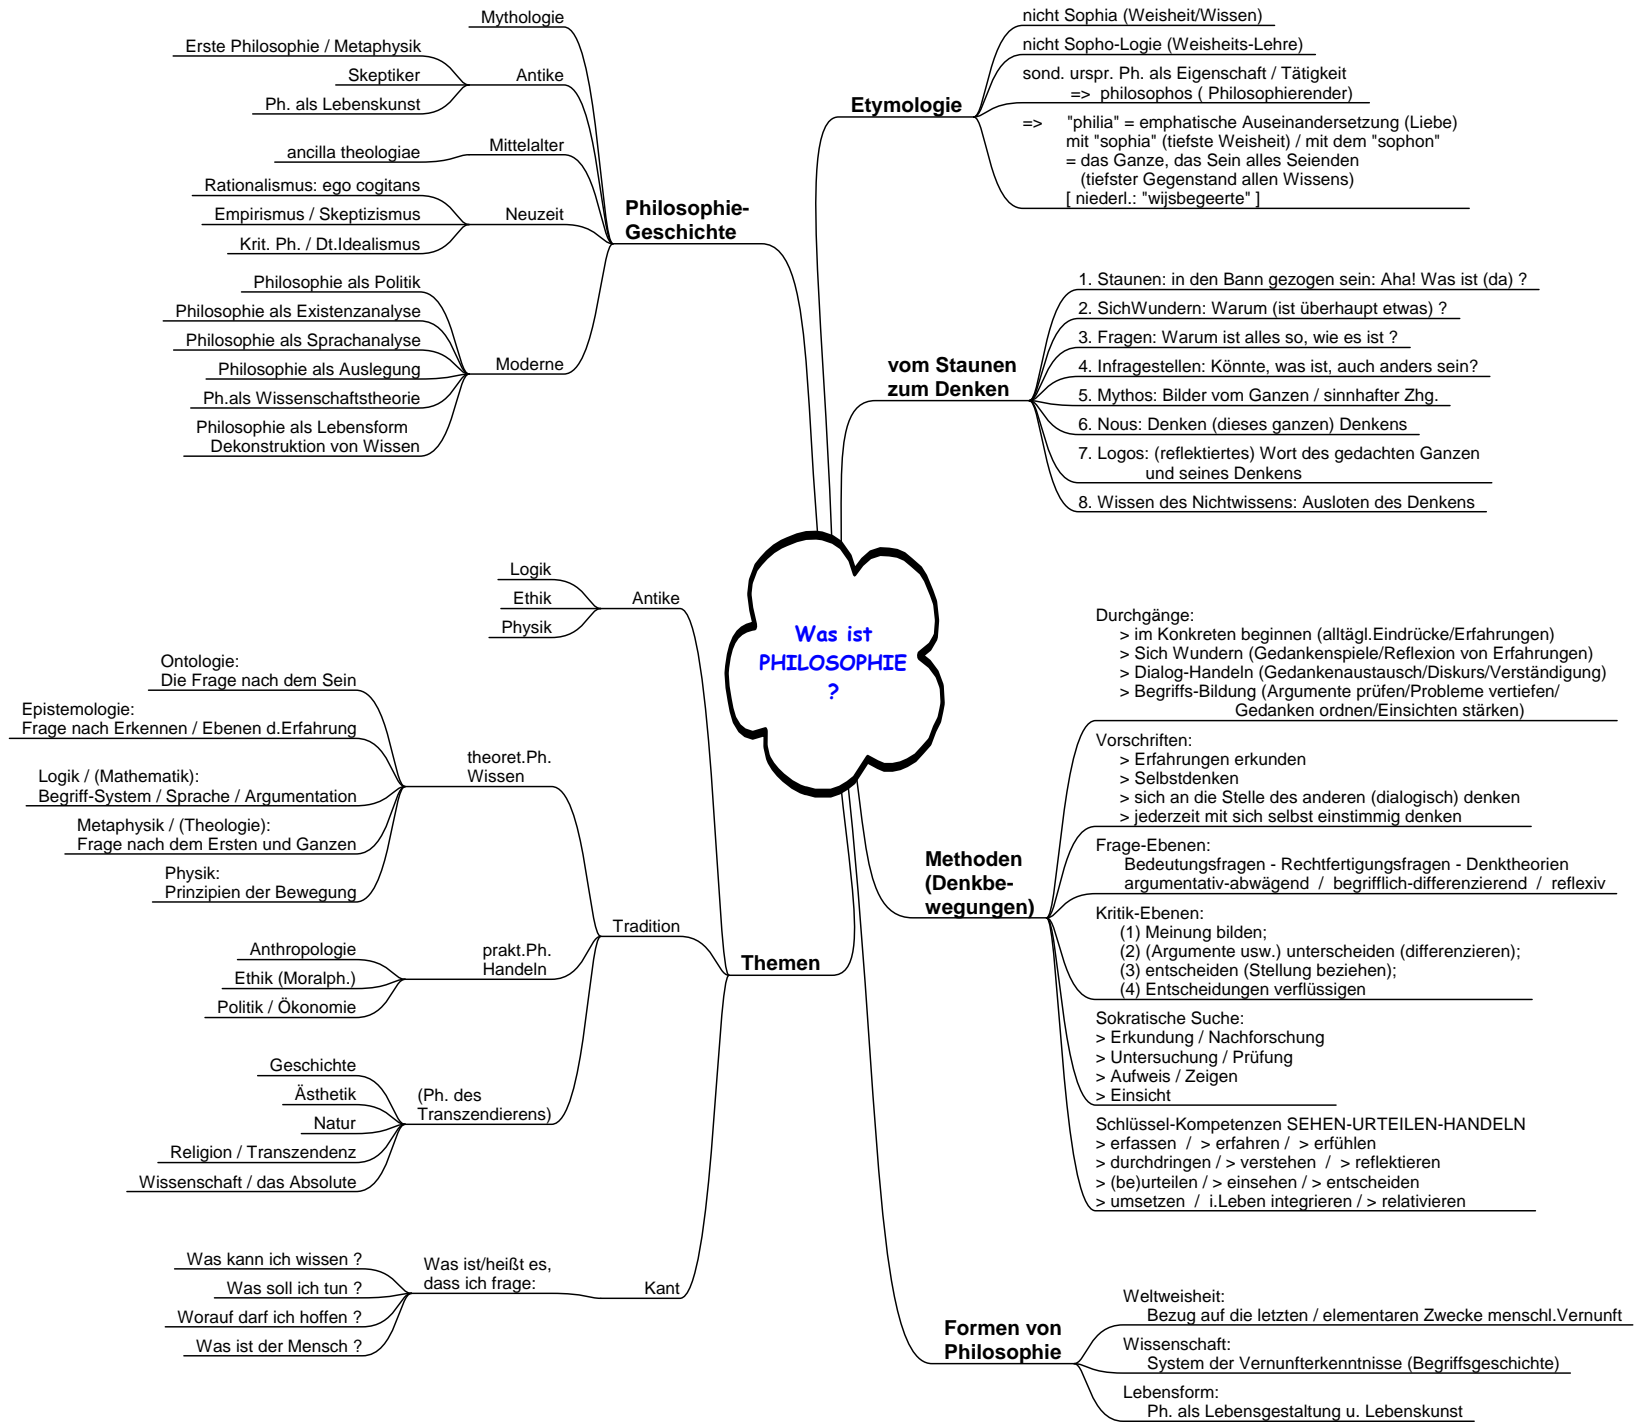 Was ist
PHILOSOPHIE
?
Etymologie
nicht Sophia (Weisheit/Wissen)
nicht Sopho-Logie (Weisheits-Lehre)
sond. urspr. Ph. als Eigenschaft / Tätigkeit
=> philosophos ( Philosophierender)
=> "philia" = emphatische Auseinandersetzung (Liebe)
mit "sophia" (tiefste Weisheit) / mit dem "sophon"
= das Ganze, das Sein alles Seienden
(tiefster Gegenstand allen Wissens)
[ niederl.: "wijsbegeerte" ]
vom Staunen
zum Denken
1. Staunen: in den Bann gezogen sein: Aha! Was ist (da) ?
2. SichWundern: Warum (ist überhaupt etwas) ?
3. Fragen: Warum ist alles so, wie es ist ?
4. Infragestellen: Könnte, was ist, auch anders sein?
5. Mythos: Bilder vom Ganzen / sinnhafter Zhg.
6. Nous: Denken (dieses ganzen) Denkens
7. Logos: (reflektiertes) Wort des gedachten Ganzen
und seines Denkens
8. Wissen des Nichtwissens: Ausloten des Denkens
Methoden
(Denkbe-
wegungen)
Durchgänge:
> im Konkreten beginnen (alltägl.Eindrücke/Erfahrungen)
> Sich Wundern (Gedankenspiele/Reflexion von Erfahrungen)
> Dialog-Handeln (Gedankenaustausch/Diskurs/Verständigung)
> Begriffs-Bildung (Argumente prüfen/Probleme vertiefen/
Gedanken ordnen/Einsichten stärken)
Vorschriften:
> Erfahrungen erkunden
> Selbstdenken
> sich an die Stelle des anderen (dialogisch) denken
> jederzeit mit sich selbst einstimmig denken
Frage-Ebenen:
Bedeutungsfragen - Rechtfertigungsfragen - Denktheorien
argumentativ-abwägend / begrifflich-differenzierend / reflexiv
Kritik-Ebenen:
(1) Meinung bilden;
(2) (Argumente usw.) unterscheiden (differenzieren);
(3) entscheiden (Stellung beziehen);
(4) Entscheidungen verflüssigen
Sokratische Suche:
> Erkundung / Nachforschung
> Untersuchung / Prüfung
> Aufweis / Zeigen
> Einsicht
Schlüssel-Kompetenzen SEHEN-URTEILEN-HANDELN
> erfassen / > erfahren / > erfühlen
> durchdringen / > verstehen / > reflektieren
> (be)urteilen / > einsehen / > entscheiden
> umsetzen / i.Leben integrieren / > relativieren
Formen von
Philosophie
Weltweisheit:
Bezug auf die letzten / elementaren Zwecke menschl.Vernunft
Wissenschaft:
System der Vernunfterkenntnisse (Begriffsgeschichte)
Lebensform:
Ph. als Lebensgestaltung u. Lebenskunst
Philosophie-
Geschichte
Mythologie
Antike
Erste Philosophie / Metaphysik
Skeptiker
Ph. als Lebenskunst
Mittelalter
ancilla theologiae
Neuzeit
Rationalismus: ego cogitans
Empirismus / Skeptizismus
Krit. Ph. / Dt.Idealismus
Moderne
Philosophie als Politik
Philosophie als Existenzanalyse
Philosophie als Sprachanalyse
Philosophie als Auslegung
Ph.als Wissenschaftstheorie
Philosophie als Lebensform
Dekonstruktion von Wissen
Themen
Antike
Logik
Ethik
Physik
Tradition
theoret.Ph.
Wissen
Ontologie:
Die Frage nach dem Sein
Epistemologie:
Frage nach Erkennen / Ebenen d.Erfahrung
Logik / (Mathematik):
Begriff-System / Sprache / Argumentation
Metaphysik / (Theologie):
Frage nach dem Ersten und Ganzen
Physik:
Prinzipien der Bewegung
prakt.Ph.
Handeln
Anthropologie
Ethik (Moralph.)
Politik / Ökonomie
(Ph. des
Transzendierens)
Geschichte
Ästhetik
Natur
Religion / Transzendenz
Wissenschaft / das Absolute
Kant
Was ist/heißt es,
dass ich frage:
Was kann ich wissen ?
Was soll ich tun ?
Worauf darf ich hoffen ?
Was ist der Mensch ?